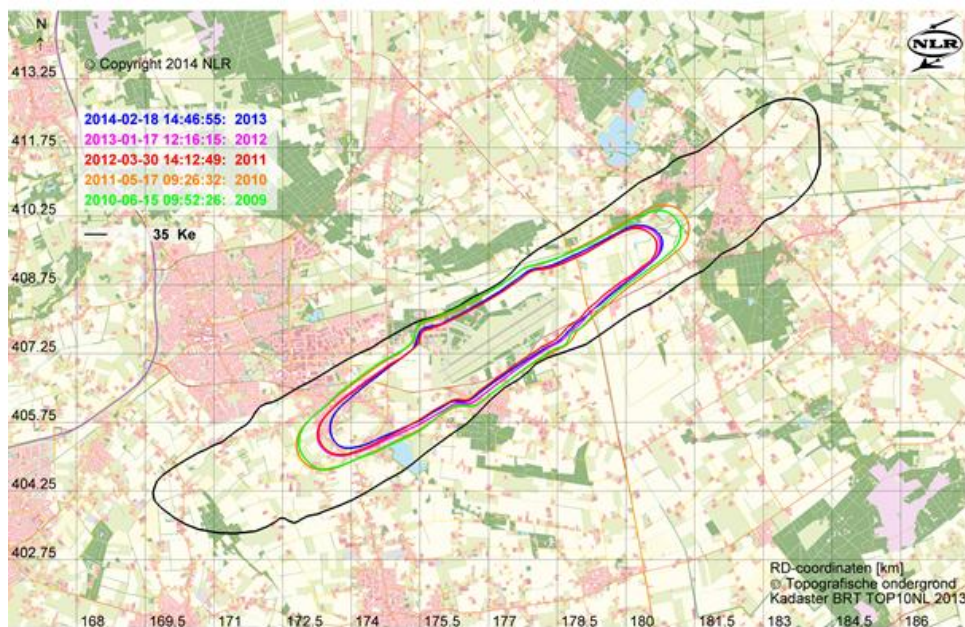 N
NLR
© Copyright 2014 NLR
413.25
2014-02-18 14:46:55: 2013
2013-01-17 12:16:15: 2012
411.75
2012-03-30 14:12:49: 2011
2011-05-17 09:26:32: 2010
2010-06-15 09:52:26: 2009
410.25
35 Ke
408.75
407.25
405.75
404.25
402.75
RD-coordinaten [km]
© Topografische ondergrond
Kadaster BRT TOP10NL 2013
168 169.5 172.5 174 175.5 177 178.5 180 181.5 183 184.5 186